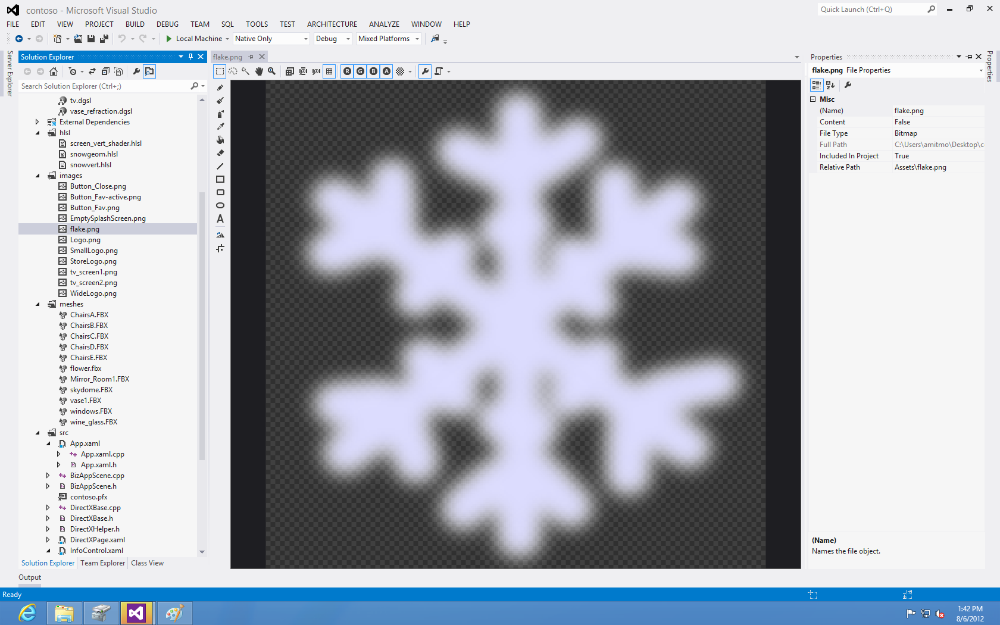 contoso - Microsoft Visual Studio
Quick Launch (Ctrl+Q)
FILE EDIT VIEW PROJECT BUILD DEBUG TEAM SQL TOOLS TEST ARCHITECTURE ANALYZE WINDOW HELP
Local Machine Native Only Debug Mixed Platforms
Server Explorer
Solution Explorer
Search Solution Explorer (Ctrl+;)
tv.dgsl
vase_refraction.dgsl
External Dependencies
hlsl
screen_vert_shader.hlsl
snowgeom.hlsl
snowvert.hlsl
images
Button_Close.png
Button_Fav-active.png
Button_Fav.png
EmptySplashScreen.png
flake.png
Logo.png
SmallLogo.png
StoreLogo.png
tv_screen1.png
tv_screen2.png
WideLogo.png
meshes
ChairsA.FBX
ChairsB.FBX
ChairsC.FBX
ChairsD.FBX
ChairsE.FBX
flower.fbx
Mirror_Room1.FBX
skydome.FBX
vase1.FBX
windows.FBX
wine_glass.FBX
src
App.xaml
App.xaml.cpp
App.xaml.h
BizAppScene.cpp
BizAppScene.h
contoso.pfx
DirectXBase.cpp
DirectXBase.h
DirectXHelper.h
DirectXPage.xaml
InfoControl.xaml
Solution Explorer Team Explorer Class View
Output
flake.png
R G B A
A
Properties
flake.png File Properties
Misc
(Name) flake.png
Content False
File Type Bitmap
Full Path C:\Users\amitmo\Desktop\c
Included In Project True
Relative Path Assets\flake.png
(Name)
Names the file object.
Properties
Ready
1:42 PM
8/6/2012